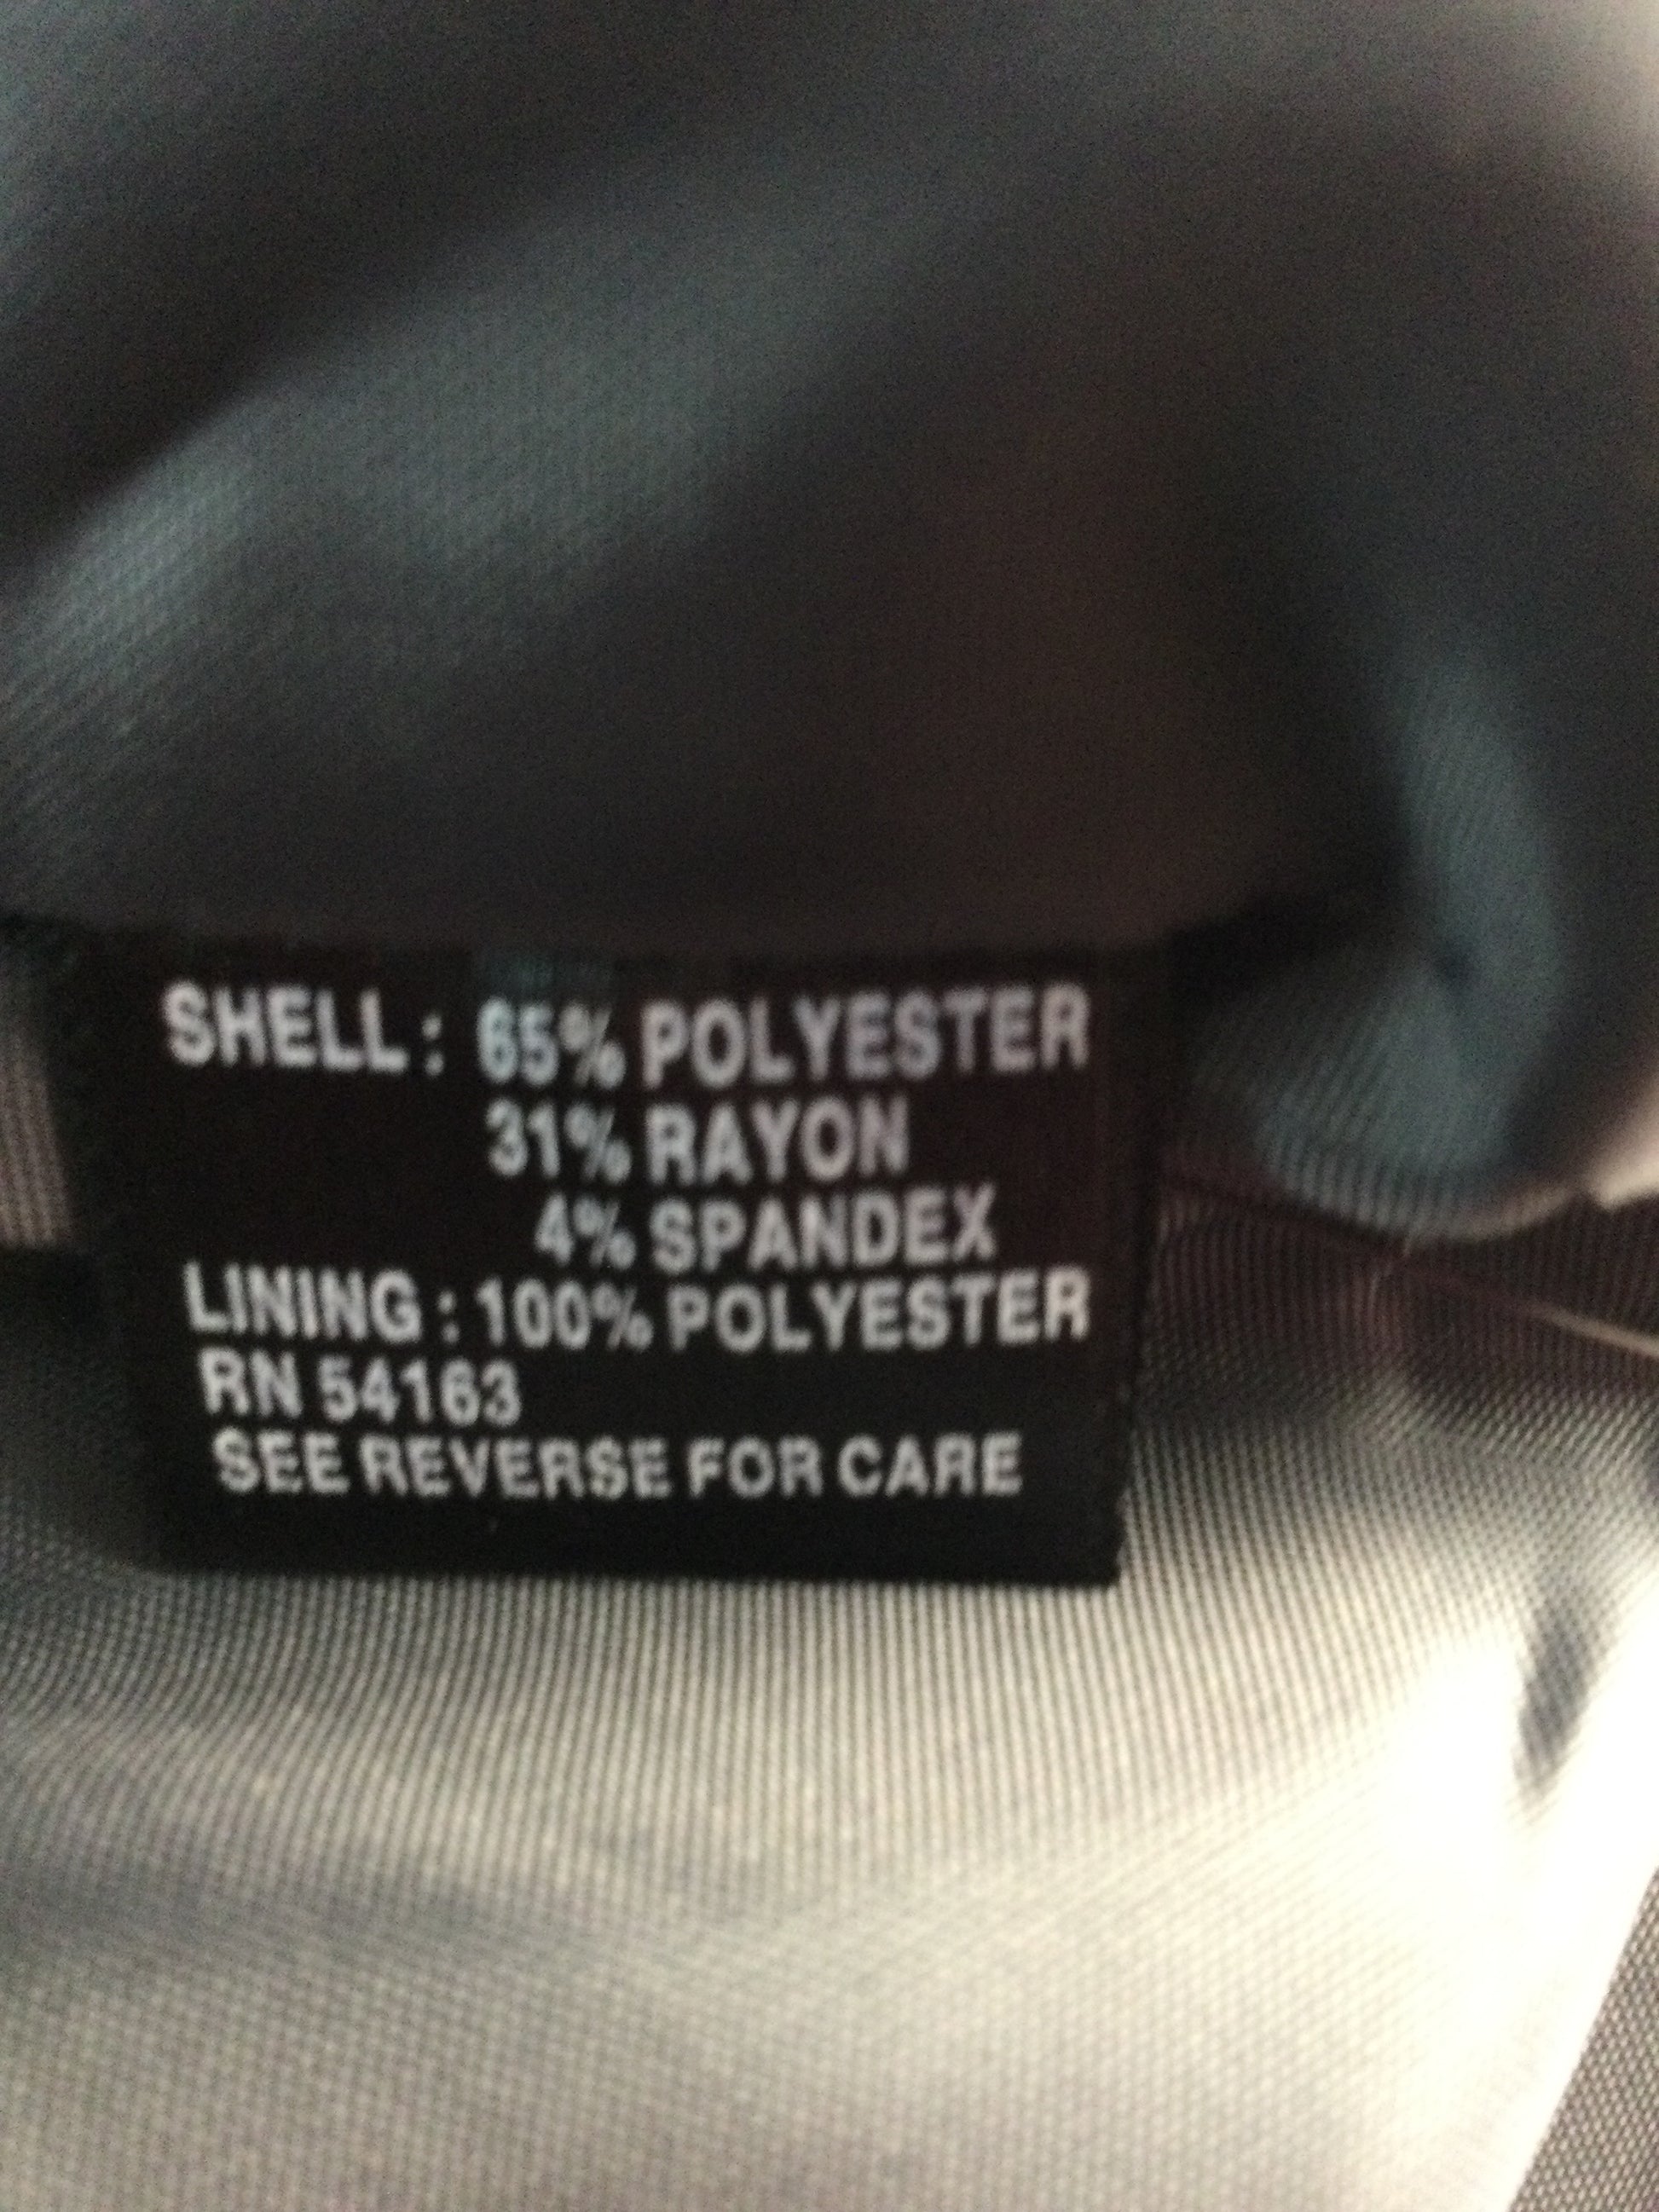 SHELL: 65% POLYESTER
31% RAYON
4% SPANDEX
LINING: 100% POLYESTER
RN 54163
SEE REVERSE FOR CARE